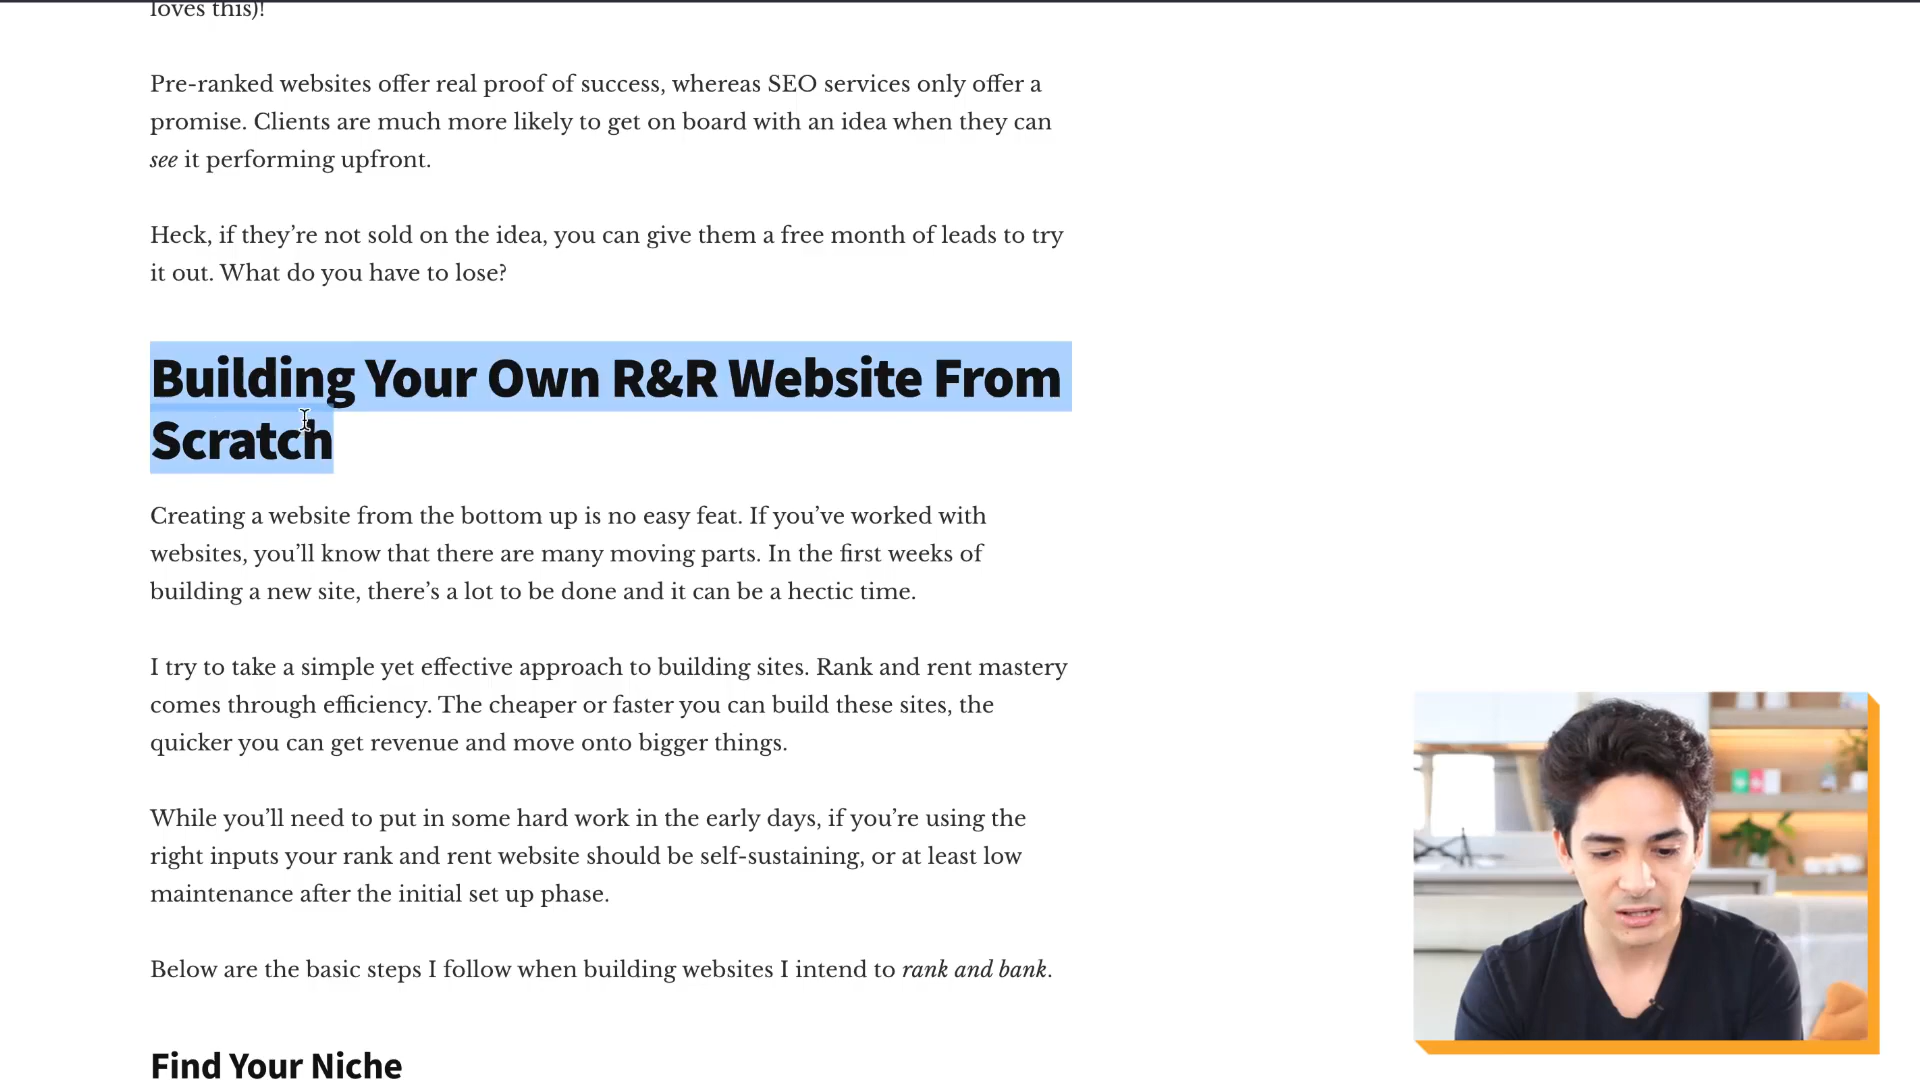 loves this)!
Pre-ranked websites offer real proof of success, whereas SEO services only offer a
promise. Clients are much more likely to get on board with an idea when they can
see it performing upfront.
Heck, if they’re not sold on the idea, you can give them a free month of leads to try
it out. What do you have to lose?
Building Your Own R&R Website From
Scratch
Creating a website from the bottom up is no easy feat. If you’ve worked with
websites, you’ll know that there are many moving parts. In the first weeks of
building a new site, there’s a lot to be done and it can be a hectic time.
I try to take a simple yet effective approach to building sites. Rank and rent mastery
comes through efficiency. The cheaper or faster you can build these sites, the
quicker you can get revenue and move onto bigger things.
While you’ll need to put in some hard work in the early days, if you’re using the
right inputs your rank and rent website should be self-sustaining, or at least low
maintenance after the initial set up phase.
Below are the basic steps I follow when building websites I intend to rank and bank.
Find Your Niche